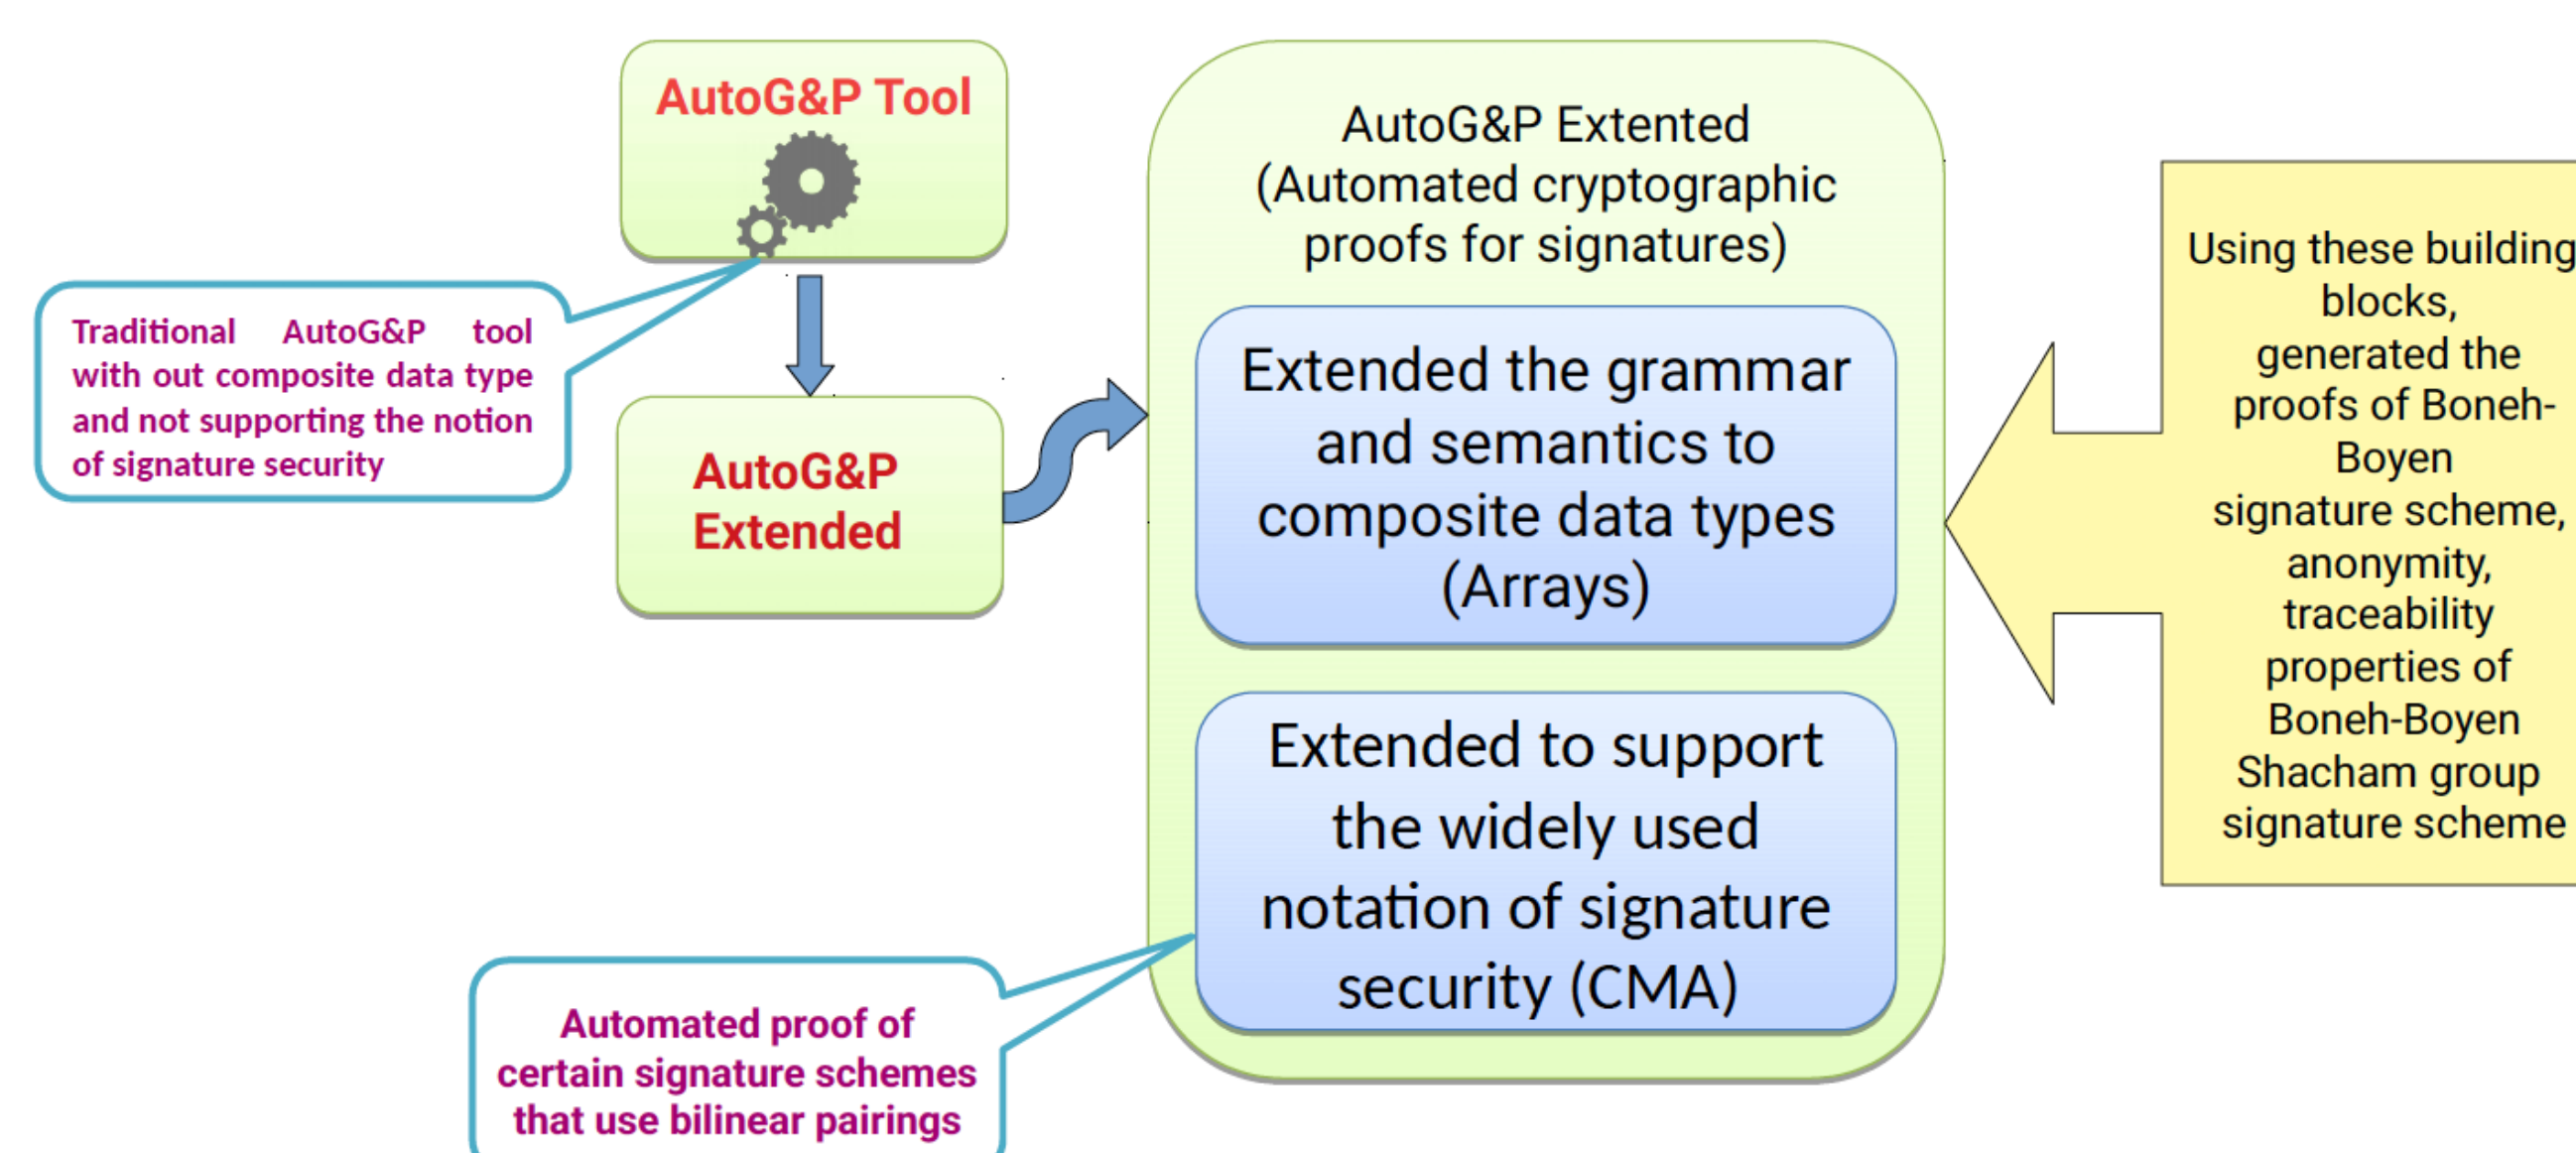 AutoG&P Tool
Traditional AutoG&P tool
with out composite data type
and not supporting the notion
of signature security
AutoG&P
Extended
AutoG&P Extented
(Automated cryptographic
proofs for signatures)
Extended the grammar
and semantics to
composite data types
(Arrays)
Extended to support
the widely used
notation of signature
security (CMA)
Automated proof of
certain signature schemes
that use bilinear pairings
Using these building
blocks,
generated the
proofs of Boneh-
Boyen
signature scheme,
anonymity,
traceability
properties of
Boneh-Boyen
Shacham group
signature scheme